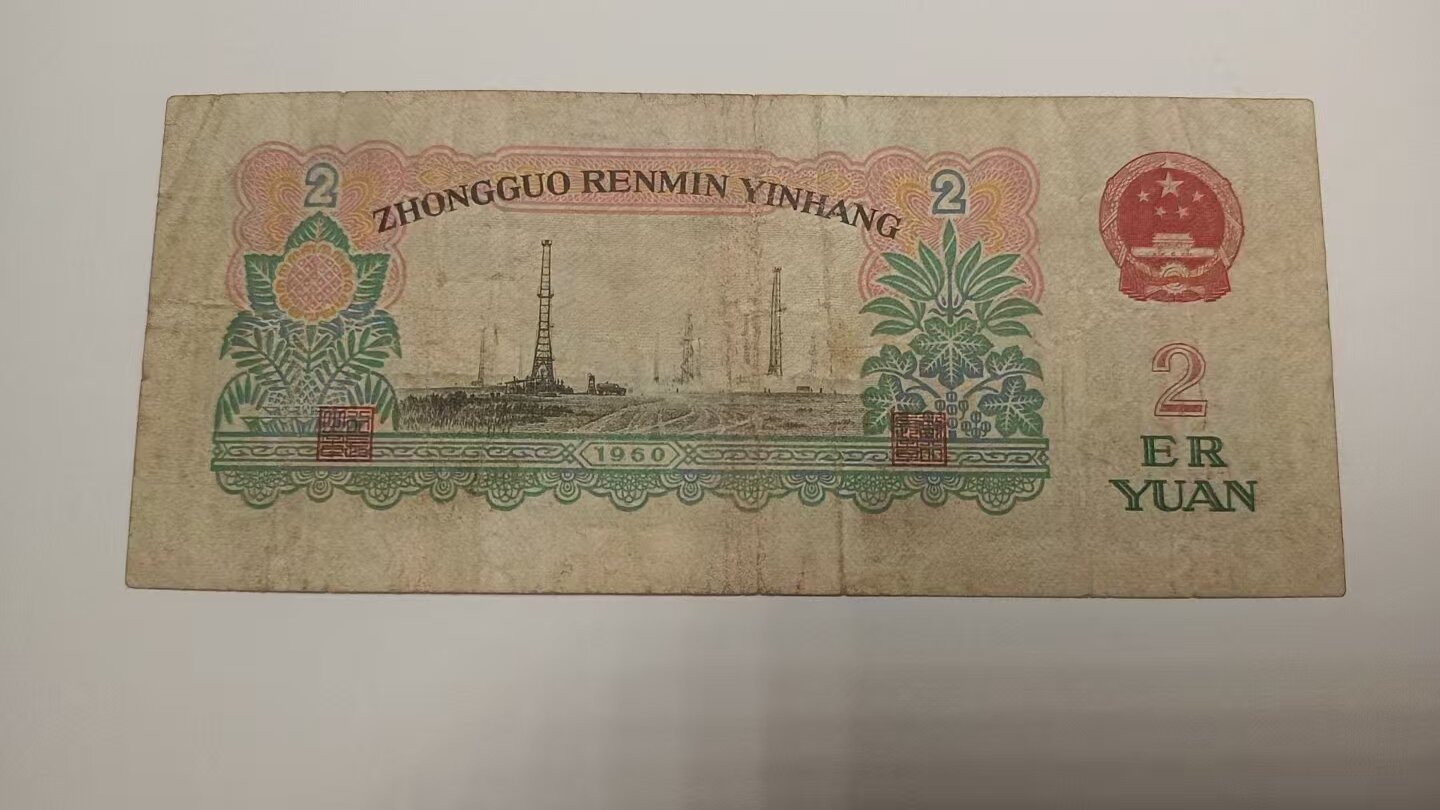 2
2
ZHONGGUO RENMIN YINHANG
1960
2
ER
YUAN